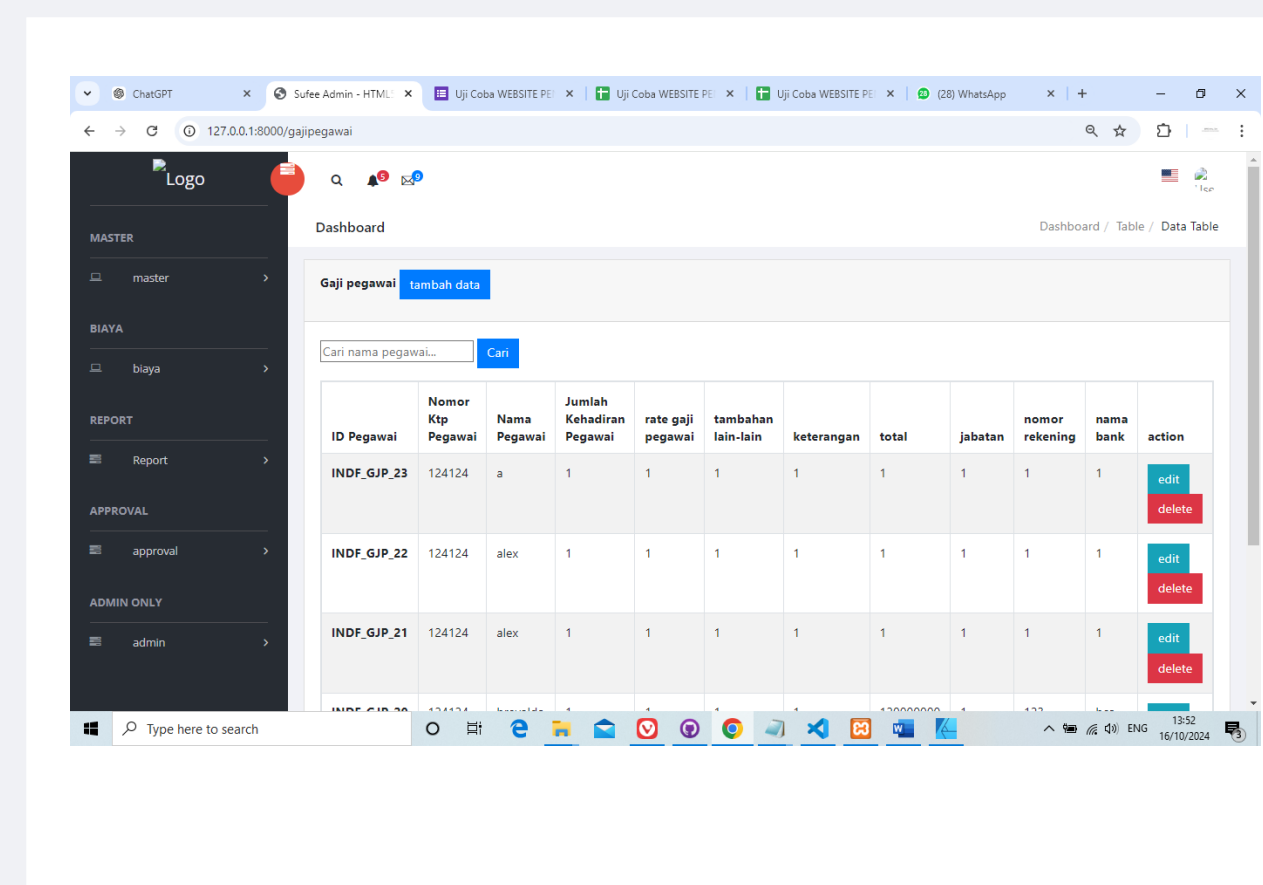 ChatGPT
Sufee Admin - HTML
Uji Coba WEBSITE PE
Uji Coba WEBSITE PE
Uji Coba WEBSITE PE
(28) WhatsApp
127.0.0.1:8000/gajipegawai
Logo
5
9
Dashboard
Dashboard / Table / Data Table
MASTER
master
BIAYA
biaya
REPORT
Report
APPROVAL
approval
ADMIN ONLY
admin
Gaji pegawai tambah data
Cari nama pegawai... Cari
ID Pegawai Nomor Ktp Pegawai Nama Pegawai Jumlah Kehadiran Pegawai rate gaji pegawai tambahan lain-lain keterangan total jabatan nomor rekening nama bank action
INDF_GJP_23 124124 a 1 1 1 1 1 1 1 1 edit
delete
INDF_GJP_22 124124 alex 1 1 1 1 1 1 1 1 edit
delete
INDF_GJP_21 124124 alex 1 1 1 1 1 1 1 1 edit
delete
Type here to search
ENG
13:52
16/10/2024
3